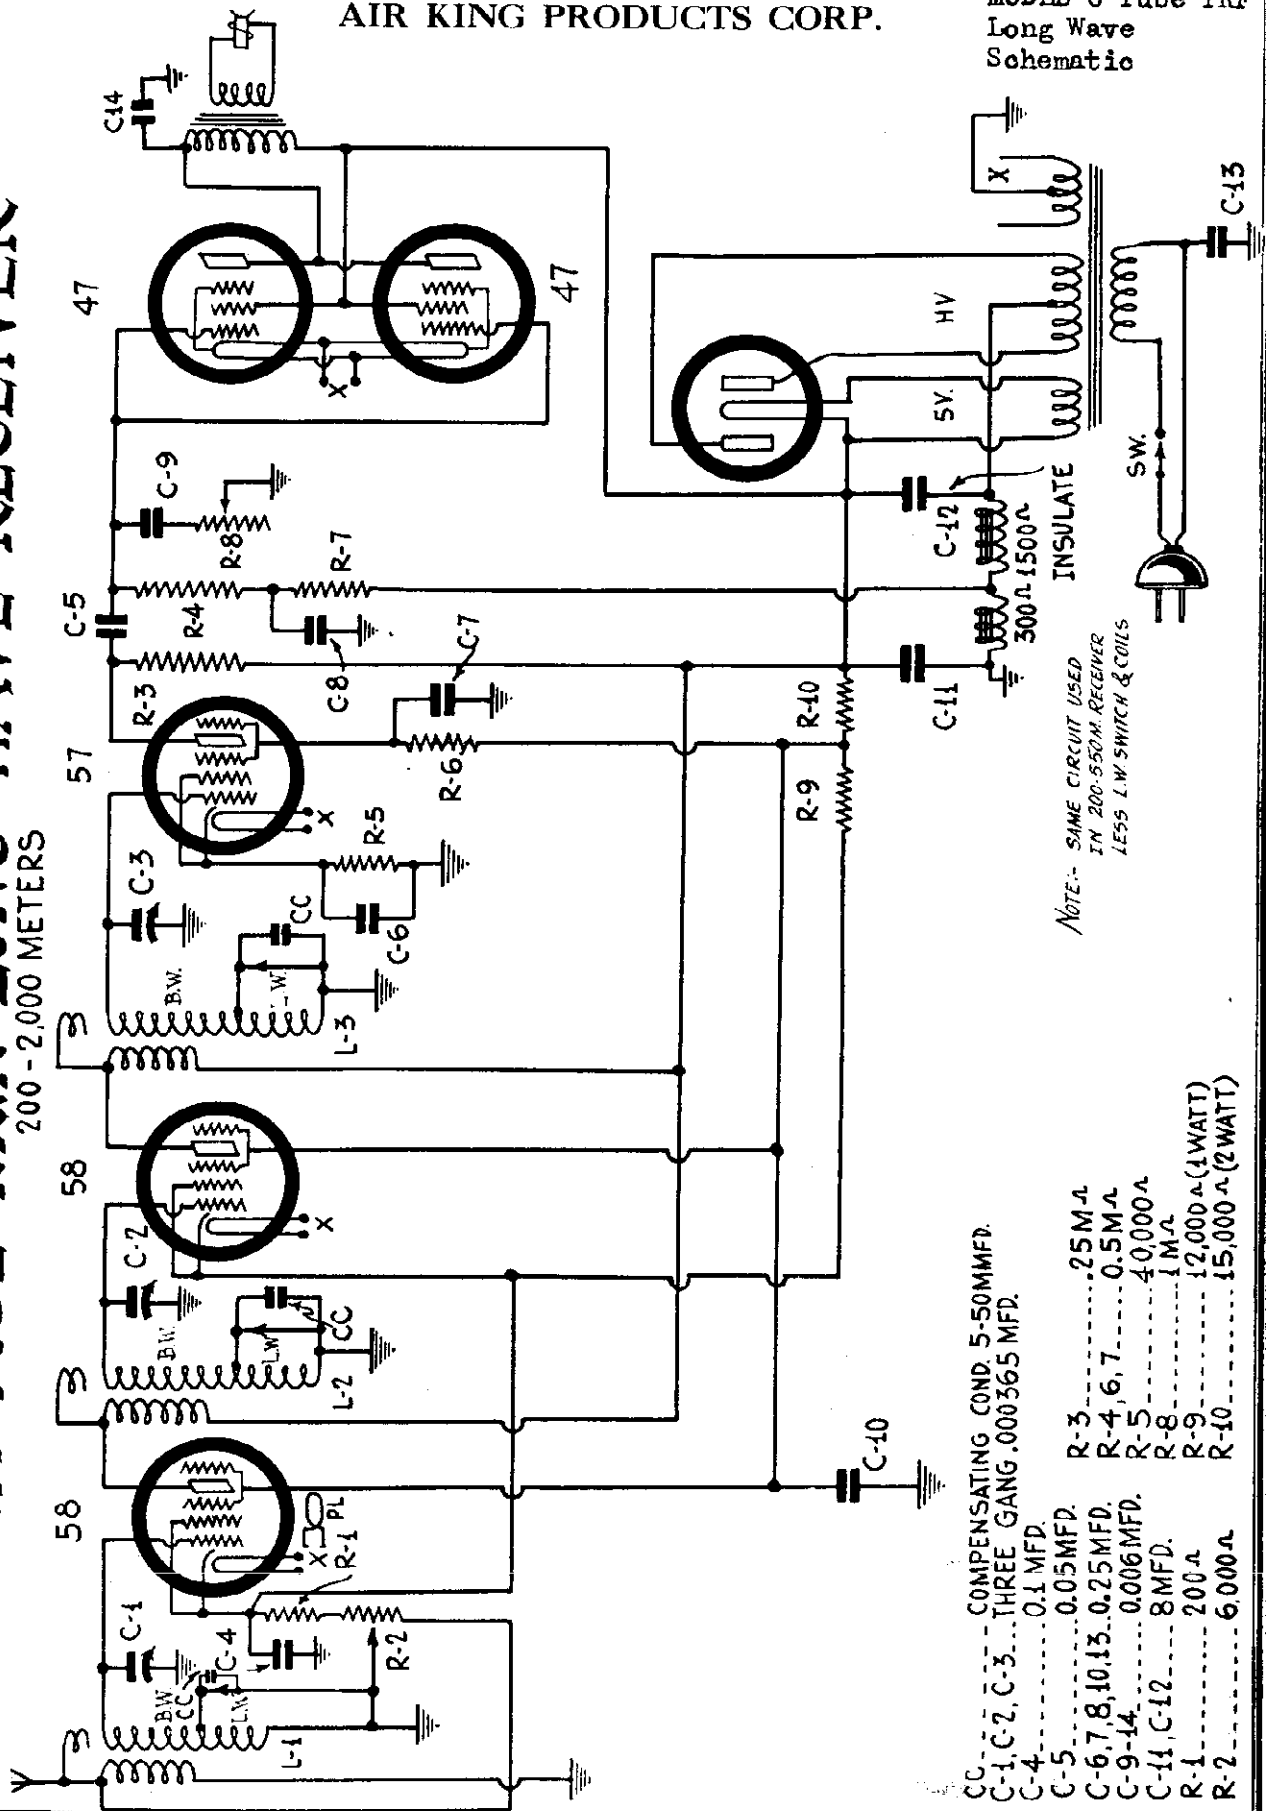 AIR KING PRODUCTS CORP.
Long Wave
Schematic
200-2,000 METERS
58
58
57
47
47
C-1
C-2
C-3
C-4
C-5
C-6
C-7
C-8
C-9
C-10
C-11
C-12
C-13
C14
R-1
R-2
R-3
R-4
R-5
R-6
R-7
R-8
R-9
R-10
L-1
L-2
L-3
B.W.
B.W.
B.W.
L.W.
L.W.
L.W.
CC
CC
CC
X
X
X
X
X
PL
HV
5V.
SW.
300Ω
1500Ω
INSULATE
NOTE:- SAME CIRCUIT USED
IN 200-550M. RECEIVER
LESS L.W. SWITCH & COILS
CC----- COMPENSATING COND. 5-50MMFD.
C-1, C-2, C-3...THREE GANG .000365 MFD.
C-4---------0.1 MFD.
C-5---------0.05MFD.
C-6,7,8,10,13..0.25MFD.
C-9-14--------0.006MFD.
C-11, C-12----8MFD.
R-1--------200Ω
R-2--------6,000Ω
R-3----------.25MΩ
R-4,6,7------0.5MΩ
R-5---------40,000Ω
R-8---------1MΩ
R-9---------12,000Ω(1WATT)
R-10--------15,000Ω(2WATT)